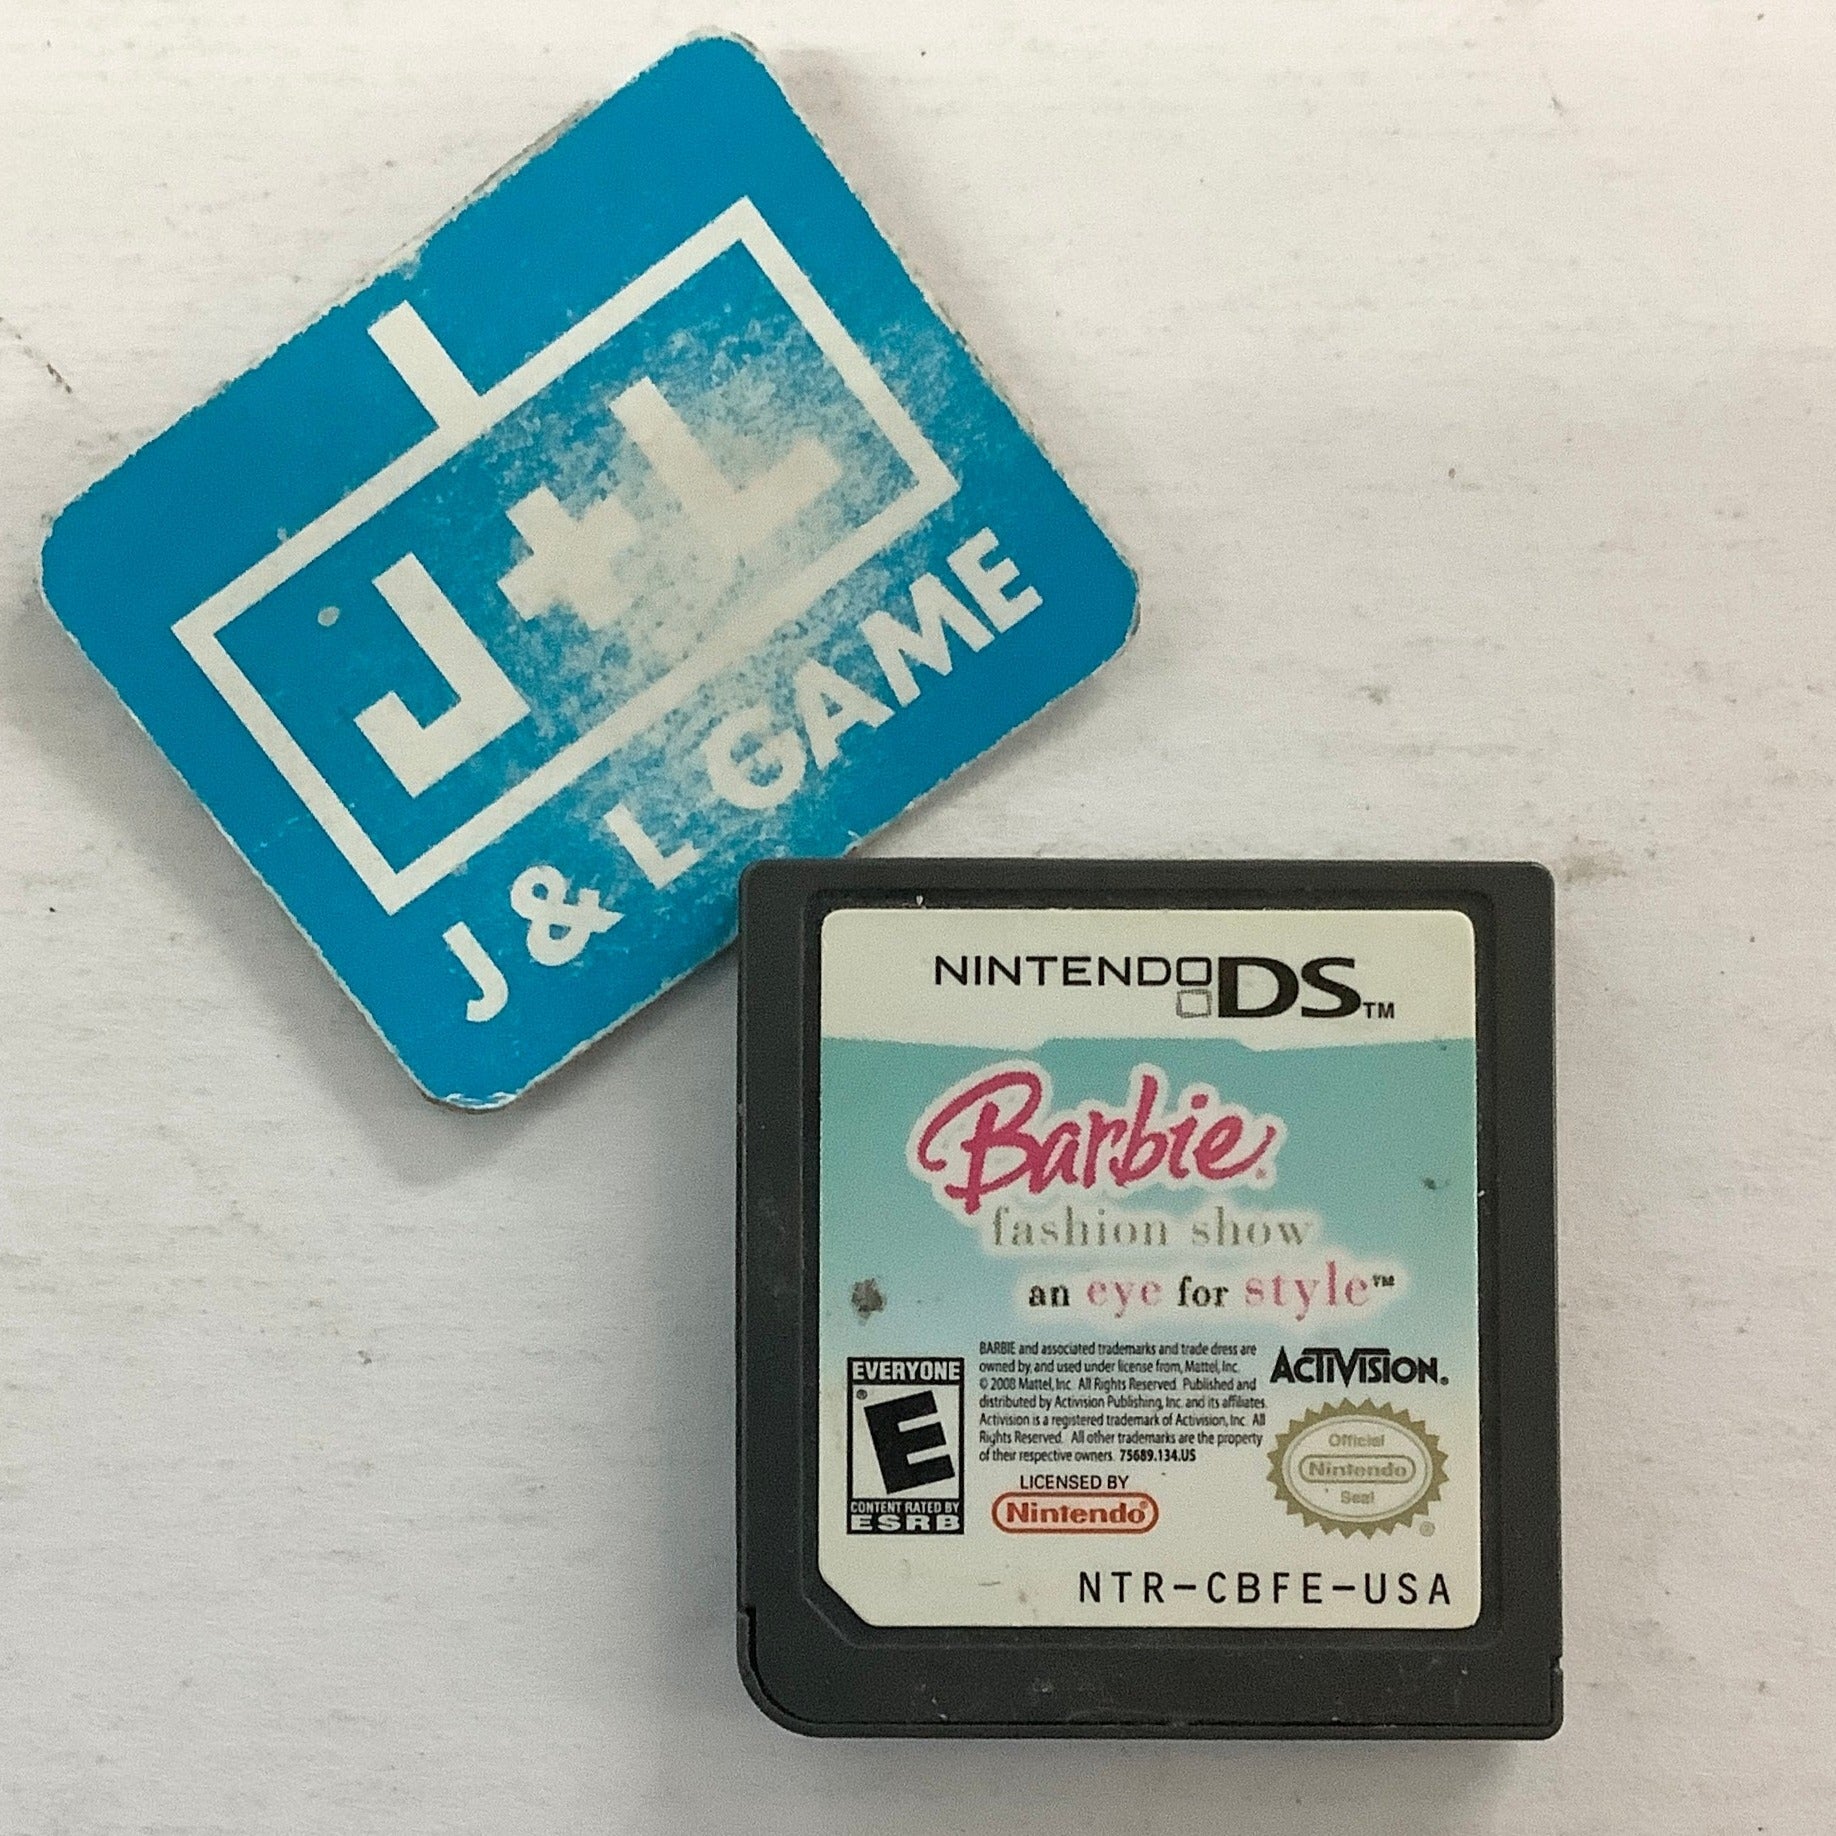 J+L
J & L GAME
NINTENDO DS™
Barbie®
fashion show
an eye for style™
EVERYONE
E®
CONTENT RATED BY
ESRB
BARBIE and associated trademarks and trade dress are
owned by, and used under license from, Mattel, Inc.
© 2008 Mattel, Inc. All Rights Reserved. Published and
distributed by Activision Publishing, Inc. and its affiliates.
Activision is a registered trademark of Activision, Inc. All
Rights Reserved. All other trademarks are the property
of their respective owners. 75689.134.US
LICENSED BY
Nintendo®
ACTIVISION®
Official
Nintendo
Seal®
NTR-CBFE-USA